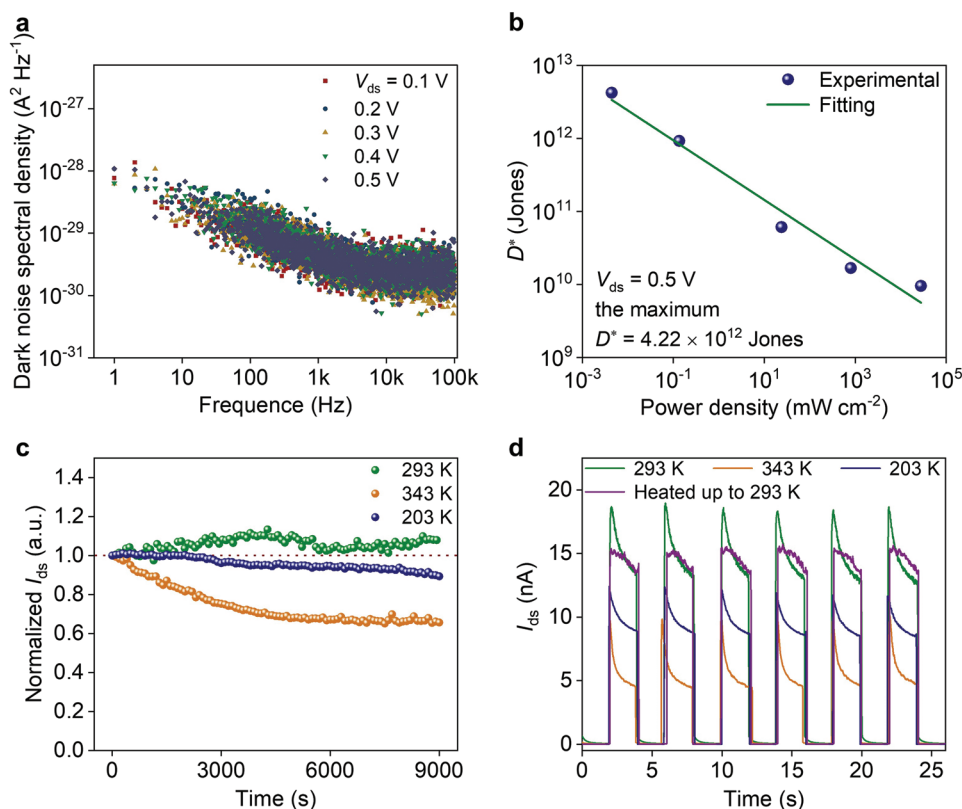 a
Dark noise spectral density (A² Hz⁻¹)
10⁻²⁷
10⁻²⁸
10⁻²⁹
10⁻³⁰
10⁻³¹
Vds = 0.1 V
0.2 V
0.3 V
0.4 V
0.5 V
1 10 100 1k 10k 100k
Frequence (Hz)
b
D* (Jones)
10¹³
10¹²
10¹¹
10¹⁰
10⁹
Experimental
Fitting
Vds = 0.5 V
the maximum
D* = 4.22 × 10¹² Jones
10⁻³ 10⁻¹ 10¹ 10³ 10⁵
Power density (mW cm⁻²)
c
Normalized Ids (a.u.)
1.4
1.2
1.0
0.8
0.6
0.4
0.2
0.0
293 K
343 K
203 K
0 3000 6000 9000
Time (s)
d
Ids (nA)
20
15
10
5
0
293 K 343 K 203 K
Heated up to 293 K
0 5 10 15 20 25
Time (s)